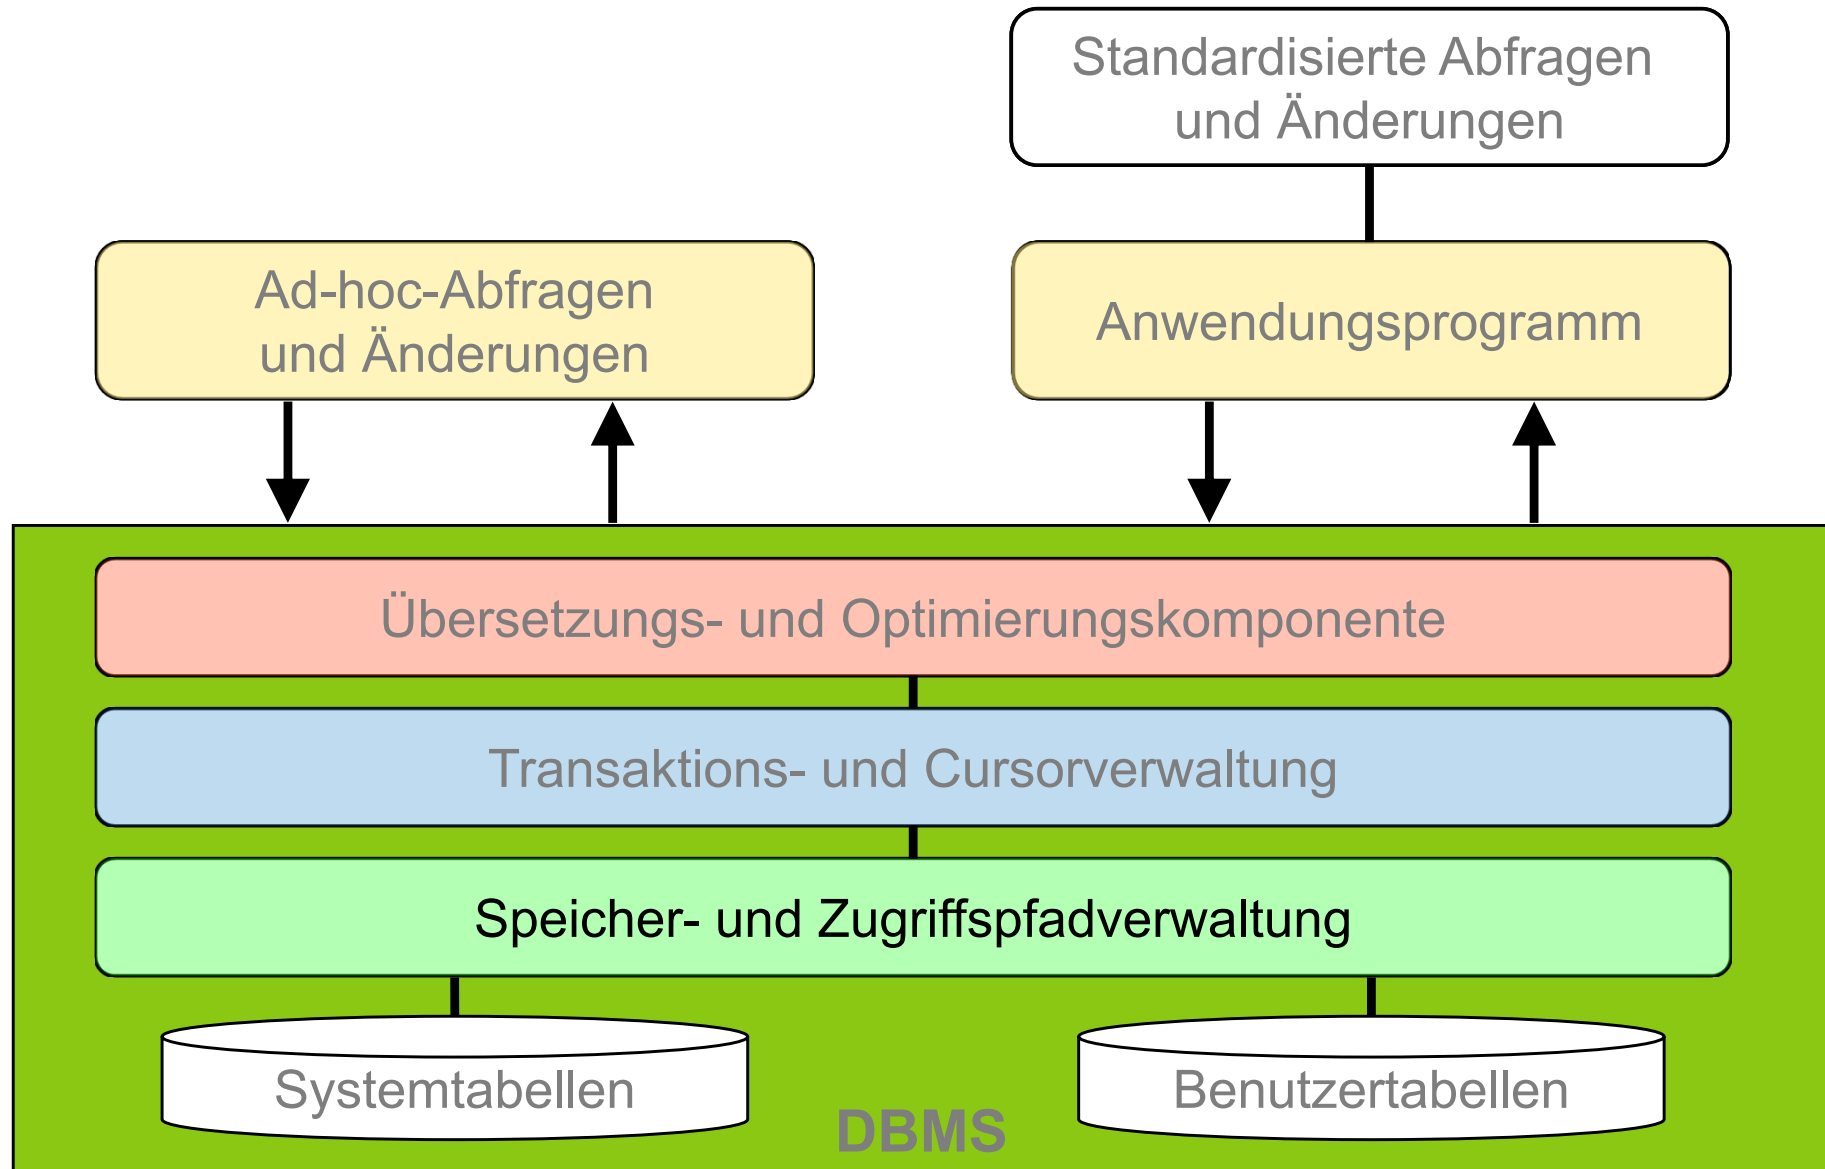 Standardisierte Abfragen
und Änderungen
Ad-hoc-Abfragen
und Änderungen
Anwendungsprogramm
Übersetzungs- und Optimierungskomponente
Transaktions- und Cursorverwaltung
Speicher- und Zugriffspfadverwaltung
Systemtabellen
Benutzertabellen
DBMS